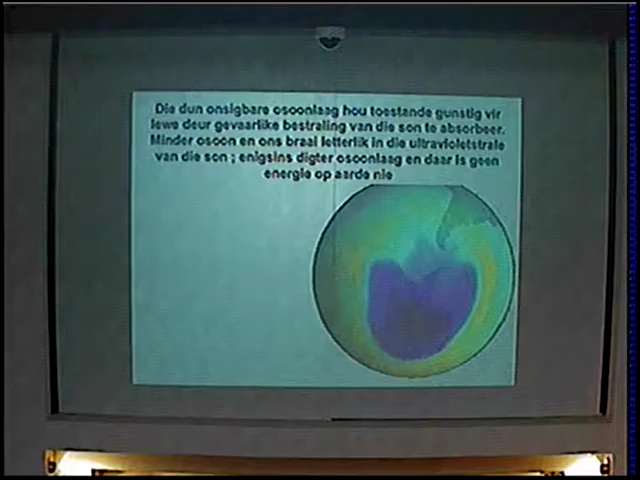 Die dun onsigbare osoonlaag hou toestande gunstig vir
lewe deur gevaarlike bestraling van die son te absorbeer.
Minder osoon en ons braai letterlik in die ultravioletstrale
van die son ; enigsins digter osoonlaag en daar is geen
energie op aarde nie